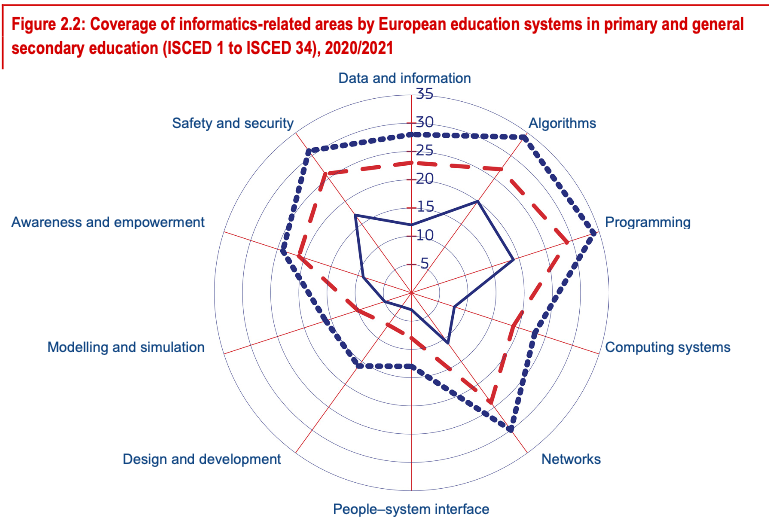 Figure 2.2: Coverage of informatics-related areas by European education systems in primary and general
secondary education (ISCED 1 to ISCED 34), 2020/2021
Data and information
35
Safety and security
30
Algorithms
25
20
Awareness and empowerment
15
Programming
10
5
Modelling and simulation
Computing systems
Design and development
Networks
People–system interface